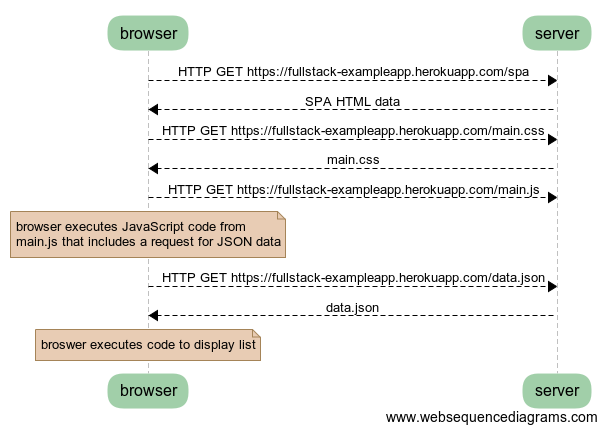 browser
server
HTTP GET https://fullstack-exampleapp.herokuapp.com/spa
SPA HTML data
HTTP GET https://fullstack-exampleapp.herokuapp.com/main.css
main.css
HTTP GET https://fullstack-exampleapp.herokuapp.com/main.js
browser executes JavaScript code from
main.js that includes a request for JSON data
HTTP GET https://fullstack-exampleapp.herokuapp.com/data.json
data.json
broswer executes code to display list
browser
server
www.websequencediagrams.com